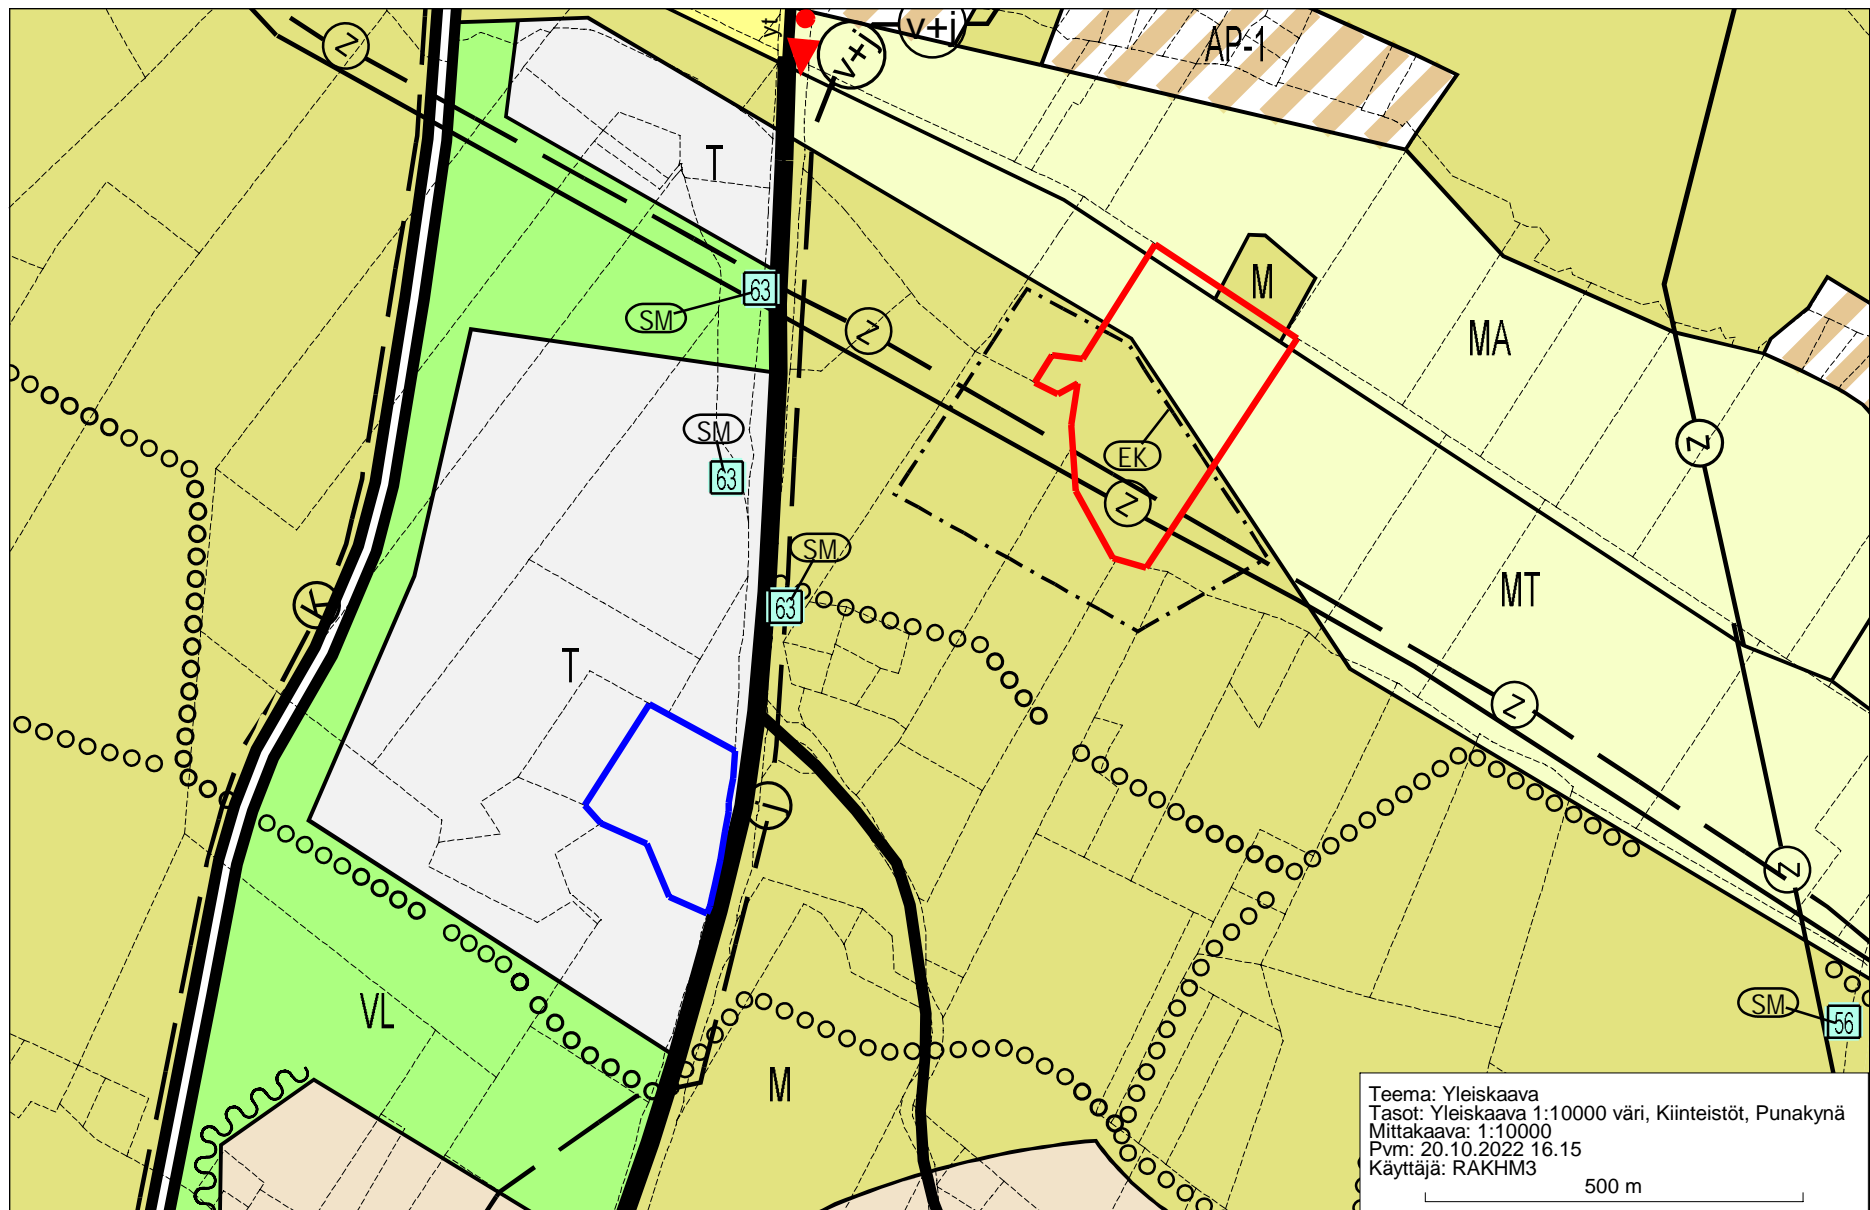 Z
yt
v+j
v+j
AP-1
T
63
SM
Z
M
MA
SM
63
EK
Z
Z
SM
63
K
MT
T
Z
I
Z
VL
M
SM
56
Teema: Yleiskaava
Tasot: Yleiskaava 1:10000 väri, Kiinteistöt, Punakynä
Mittakaava: 1:10000
Pvm: 20.10.2022 16.15
Käyttäjä: RAKHM3
500 m